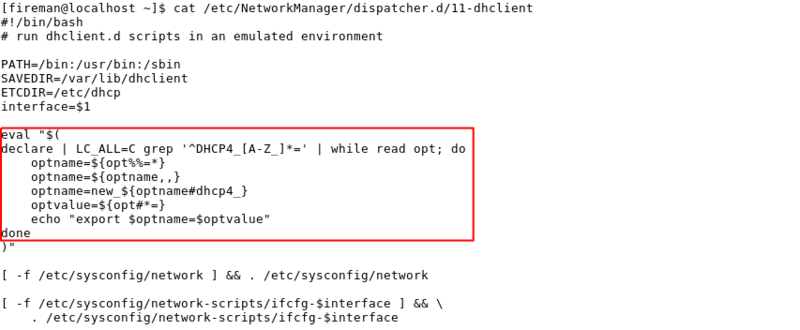 [fireman@localhost ~]$ cat /etc/NetworkManager/dispatcher.d/11-dhclient
#!/bin/bash
# run dhclient.d scripts in an emulated environment

PATH=/bin:/usr/bin:/sbin
SAVEDIR=/var/lib/dhclient
ETCDIR=/etc/dhcp
interface=$1

eval "$(
declare | LC_ALL=C grep '^DHCP4_[A-Z_]*=' | while read opt; do
    optname=${opt%%=*}
    optname=${optname,,}
    optname=new_${optname#dhcp4_}
    optvalue=${opt#*=}
    echo "export $optname=$optvalue"
done
)"

[ -f /etc/sysconfig/network ] && . /etc/sysconfig/network

[ -f /etc/sysconfig/network-scripts/ifcfg-$interface ] && \
    . /etc/sysconfig/network-scripts/ifcfg-$interface